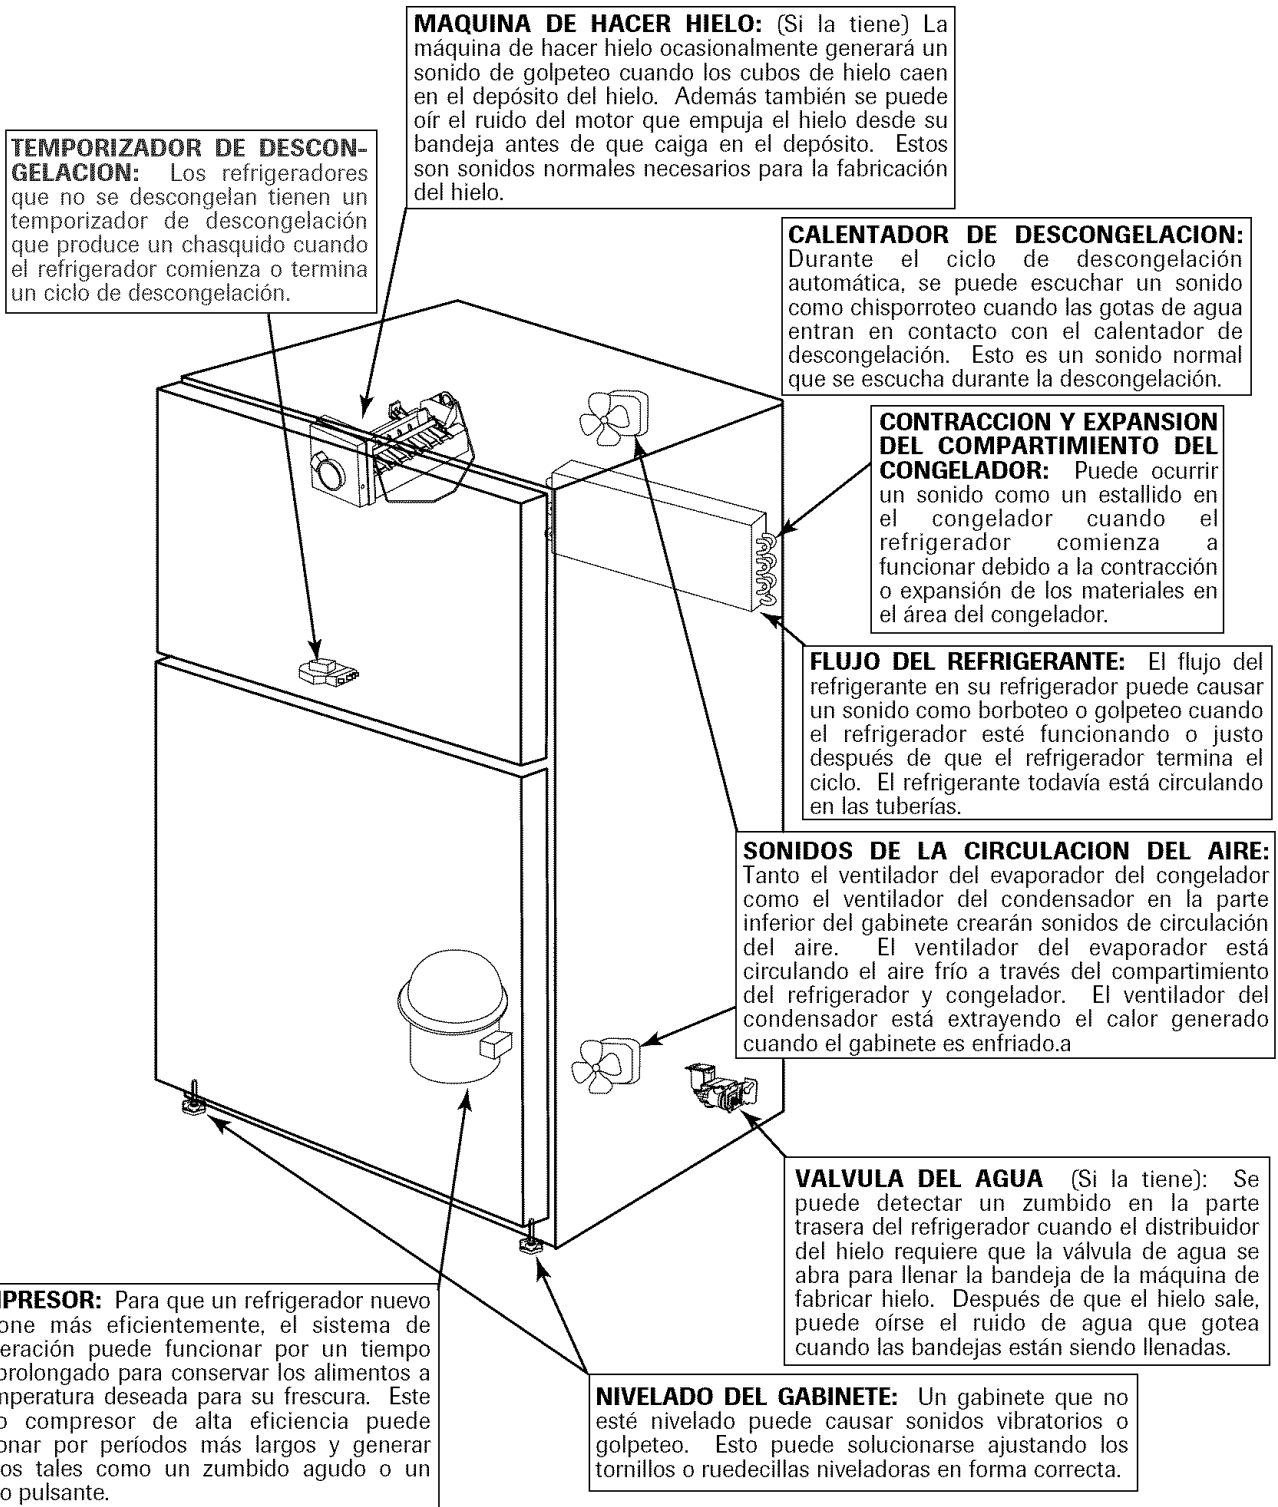 MAQUINA DE HACER HIELO: (Si la tiene) La
máquina de hacer hielo ocasionalmente generará un
sonido de golpeteo cuando los cubos de hielo caen
en el depósito del hielo. Además también se puede
oír el ruido del motor que empuja el hielo desde su
bandeja antes de que caiga en el depósito. Estos
son sonidos normales necesarios para la fabricación
del hielo.
TEMPORIZADOR DE DESCON-
GELACION: Los refrigeradores
que no se descongelan tienen un
temporizador de descongelación
que produce un chasquido cuando
el refrigerador comienza o termina
un ciclo de descongelación.
CALENTADOR DE DESCONGELACION:
Durante el ciclo de descongelación
automática, se puede escuchar un sonido
como chisporroteo cuando las gotas de agua
entran en contacto con el calentador de
descongelación. Esto es un sonido normal
que se escucha durante la descongelación.
CONTRACCION Y EXPANSION
DEL COMPARTIMIENTO DEL
CONGELADOR: Puede ocurrir
un sonido como un estallido en
el congelador cuando el
refrigerador comienza a
funcionar debido a la contracción
o expansión de los materiales en
el área del congelador.
FLUJO DEL REFRIGERANTE: El flujo del
refrigerante en su refrigerador puede causar
un sonido como borboteo o golpeteo cuando
el refrigerador esté funcionando o justo
después de que el refrigerador termina el
ciclo. El refrigerante todavía está circulando
en las tuberías.
SONIDOS DE LA CIRCULACION DEL AIRE:
Tanto el ventilador del evaporador del congelador
como el ventilador del condensador en la parte
inferior del gabinete crearán sonidos de circulación
del aire. El ventilador del evaporador está
circulando el aire frío a través del compartimiento
del refrigerador y congelador. El ventilador del
condensador está extrayendo el calor generado
cuando el gabinete es enfriado.a
VALVULA DEL AGUA (Si la tiene): Se
puede detectar un zumbido en la parte
trasera del refrigerador cuando el distribuidor
del hielo requiere que la válvula de agua se
abra para llenar la bandeja de la máquina de
fabricar hielo. Después de que el hielo sale,
puede oírse el ruido de agua que gotea
cuando las bandejas están siendo llenadas.
MPRESOR: Para que un refrigerador nuevo
one más eficientemente, el sistema de
eración puede funcionar por un tiempo
prolongado para conservar los alimentos a
mperatura deseada para su frescura. Este
o compresor de alta eficiencia puede
onar por períodos más largos y generar
os tales como un zumbido agudo o un
o pulsante.
NIVELADO DEL GABINETE: Un gabinete que no
esté nivelado puede causar sonidos vibratorios o
golpeteo. Esto puede solucionarse ajustando los
tornillos o ruedecillas niveladoras en forma correcta.